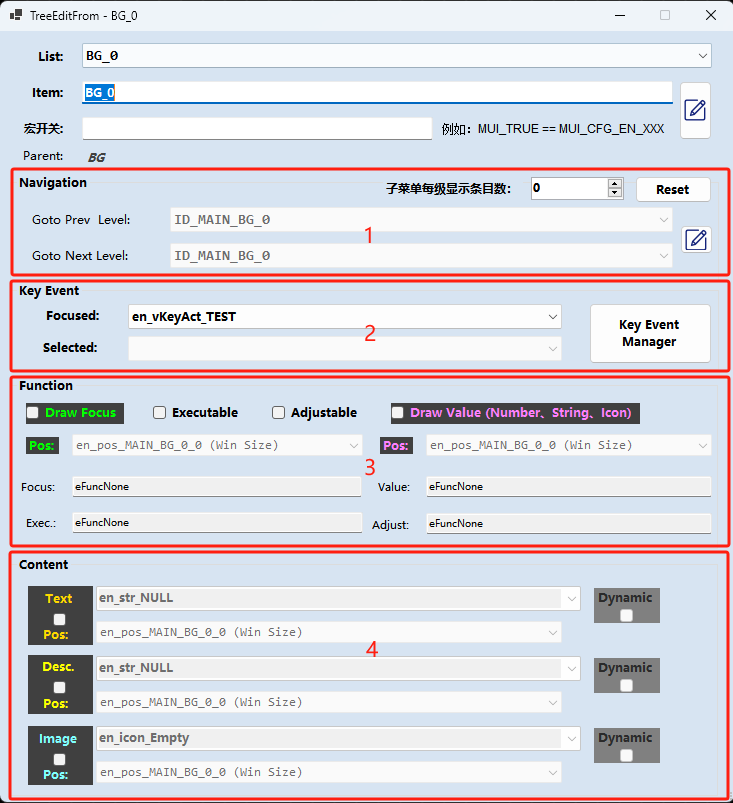 TreeEditFrom - BG_0
List: BG_0
Item: BG_0
宏开关: 例如: MUI_TRUE == MUI_CFG_EN_XXX
Parent: BG
Navigation
子菜单每级显示条目数: 0 Reset
Goto Prev Level: ID_MAIN_BG_0
1
Goto Next Level: ID_MAIN_BG_0
Key Event
Focused: en_vKeyAct_TEST
2
Selected:
Key Event
Manager
Function
Draw Focus Executable Adjustable Draw Value (Number、String、Icon)
Pos: en_pos_MAIN_BG_0_0 (Win Size) Pos: en_pos_MAIN_BG_0_0 (Win Size)
3
Focus: eFuncNone Value: eFuncNone
Exec.: eFuncNone Adjust: eFuncNone
Content
Text en_str_NULL Dynamic
Pos: en_pos_MAIN_BG_0_0 (Win Size)
4
Desc. en_str_NULL Dynamic
Pos: en_pos_MAIN_BG_0_0 (Win Size)
Image en_icon_Empty Dynamic
Pos: en_pos_MAIN_BG_0_0 (Win Size)